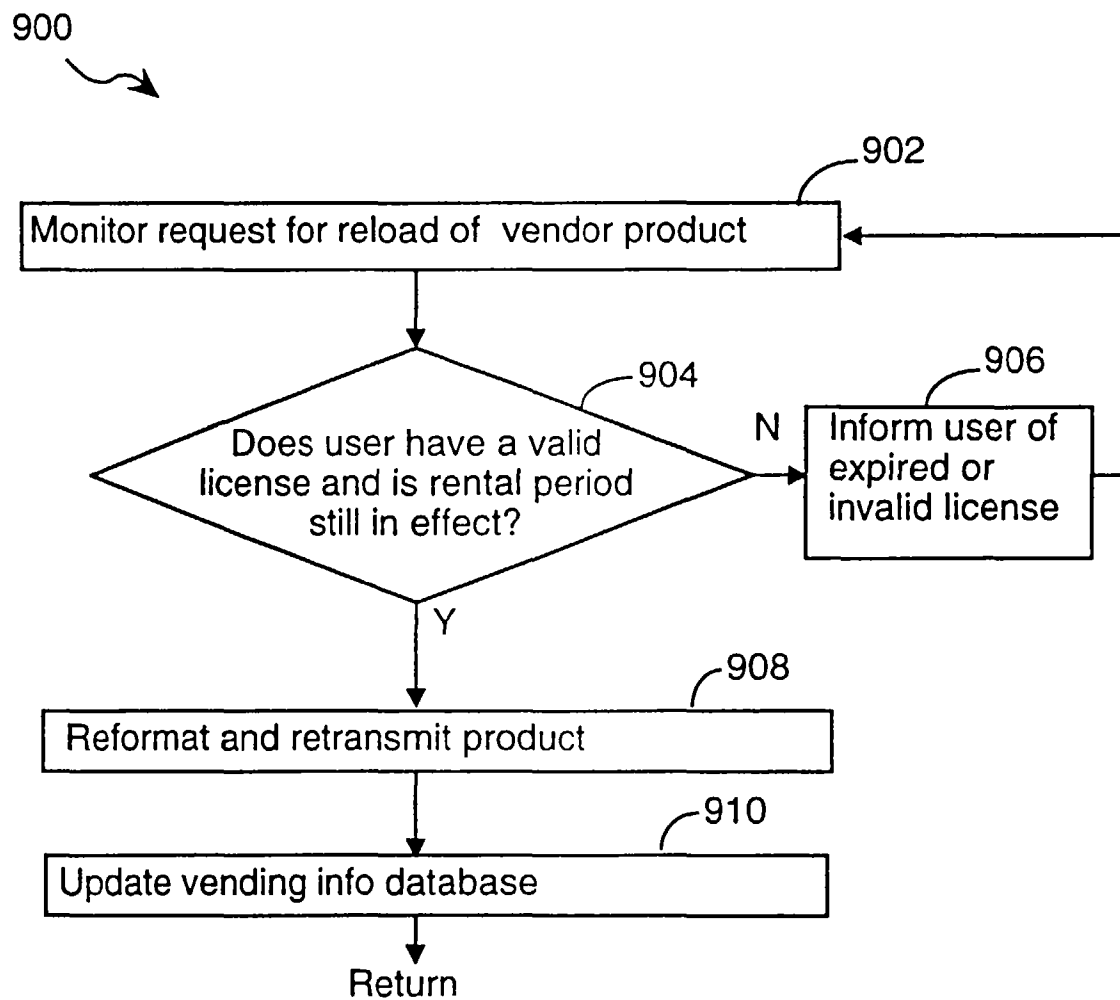 900
902
Monitor request for reload of vendor product
904
Does user have a valid
license and is rental period
still in effect?
N
906
Inform user of
expired or
invalid license
Y
908
Reformat and retransmit product
910
Update vending info database
Return